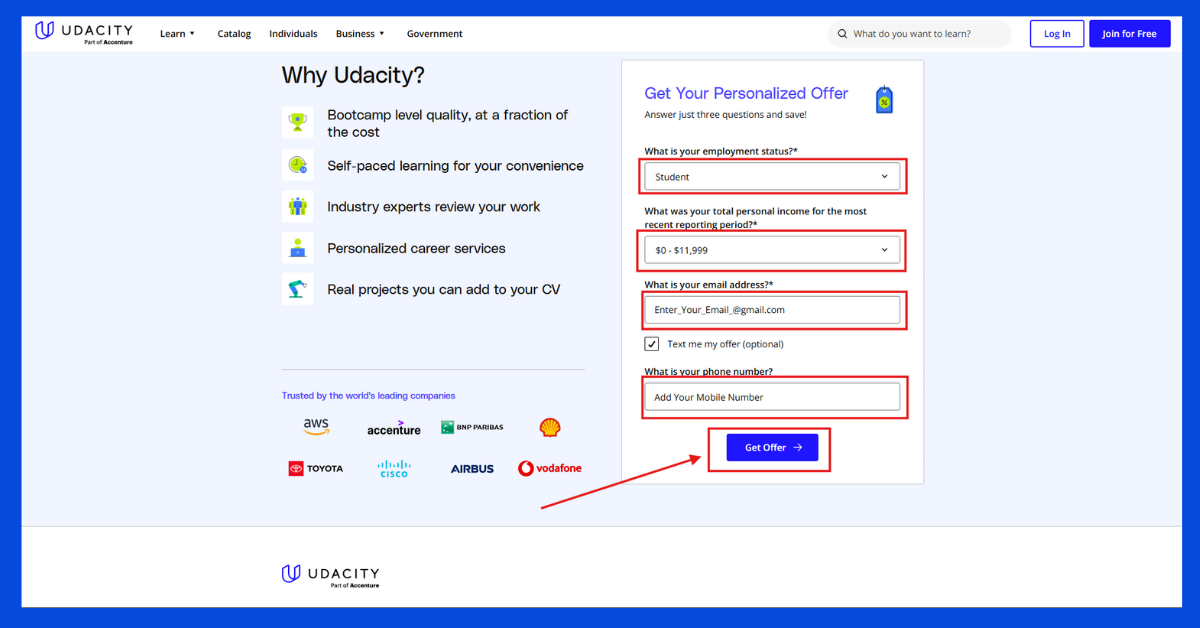 UDACITY
Part of Accenture
Learn
Catalog
Individuals
Business
Government
What do you want to learn?
Log In
Join for Free
Why Udacity?
Bootcamp level quality, at a fraction of
the cost
Self-paced learning for your convenience
Industry experts review your work
Personalized career services
Real projects you can add to your CV
Trusted by the world's leading companies
aws
accenture
BNP PARIBAS
TOYOTA
CISCO
AIRBUS
vodafone
Get Your Personalized Offer
Answer just three questions and save!
What is your employment status?*
Student
What was your total personal income for the most
recent reporting period?*
$0 - $11,999
What is your email address?*
Enter_Your_Email_@gmail.com
Text me my offer (optional)
What is your phone number?
Add Your Mobile Number
Get Offer
UDACITY
Part of Accenture